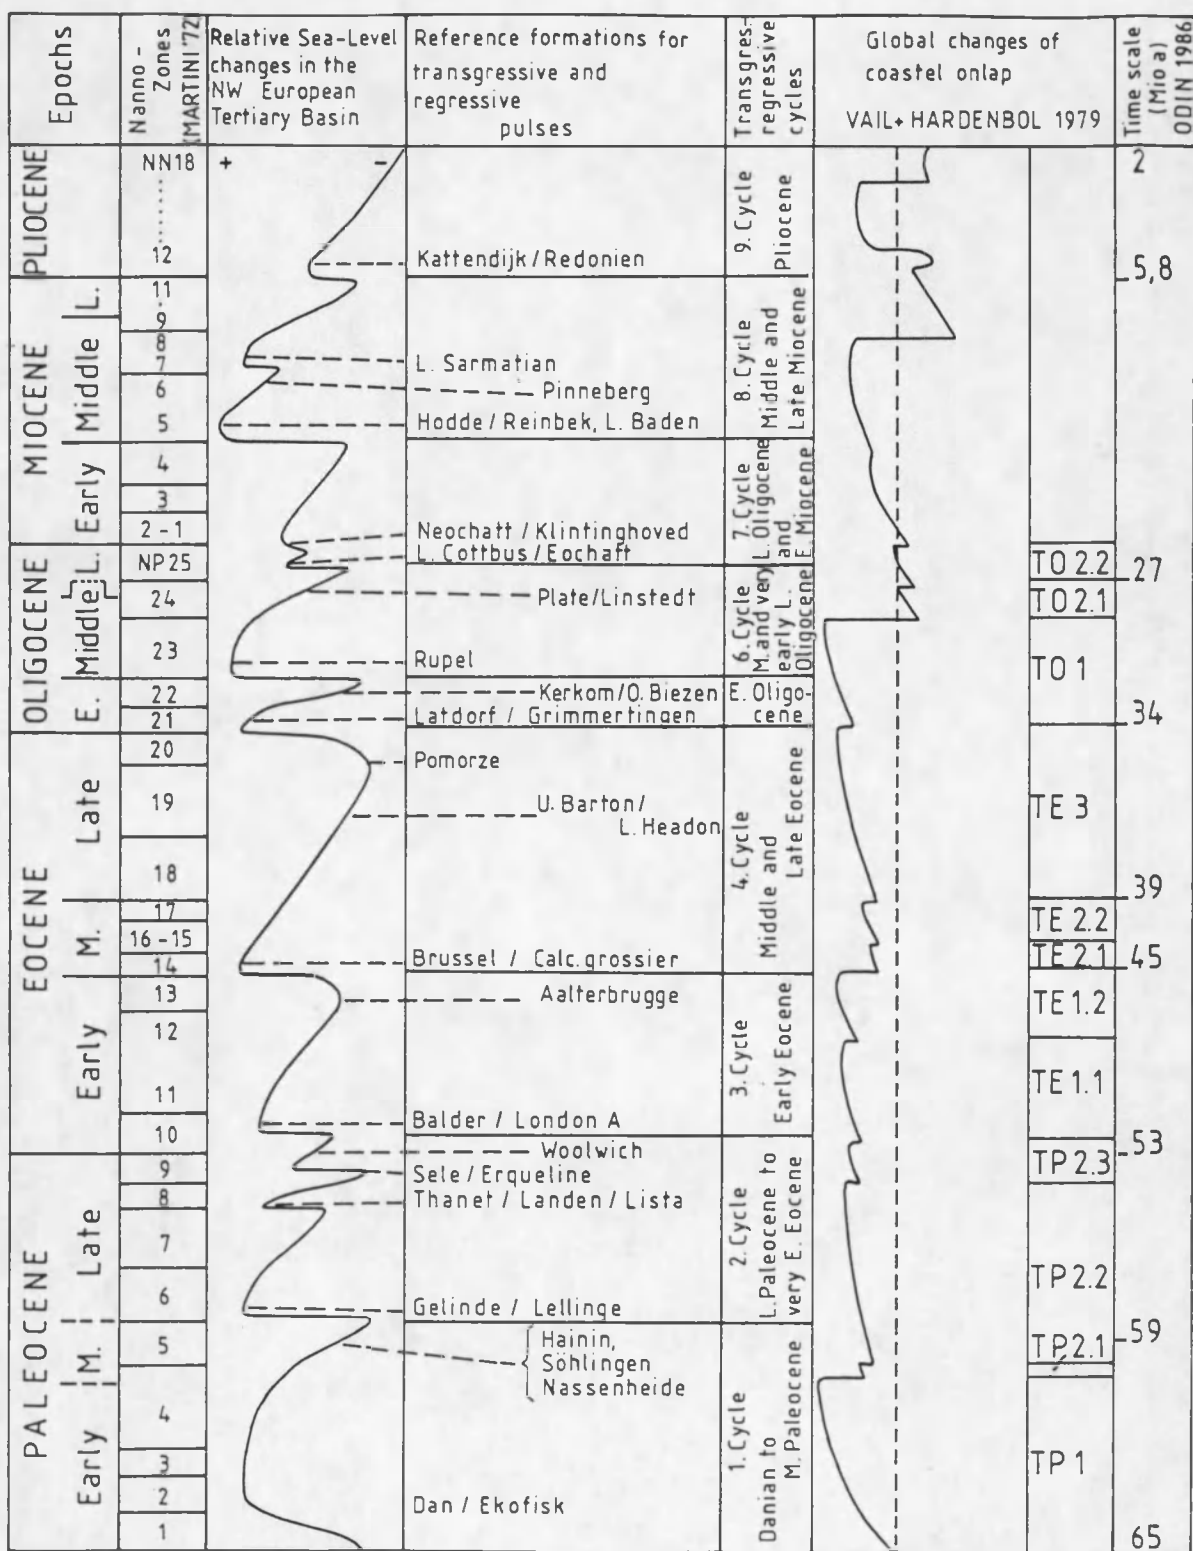 Epochs
Nanno-
Zones
(MARTINI '72)
Relative Sea-Level
changes in the
NW European
Tertiary Basin
Reference formations for
transgressive and
regressive
pulses
Transgres-
regressive
cycles
Global changes of
coastel onlap
VAIL+ HARDENBOL 1979
Time scale
(Mio a)
ODIN 1986
PLIOCENE
MIOCENE
L.
Middle
Early
OLIGOCENE
L.
Middle
E.
EOCENE
Late
M.
Early
PALEOCENE
Late
M.
Early
NN18
12
11
9
8
7
6
5
4
3
2-1
NP25
24
23
22
21
20
19
18
17
16-15
14
13
12
11
10
9
8
7
6
5
4
3
2
1
+ -
Kattendijk/Redonien
L. Sarmatian
Pinneberg
Hodde/Reinbek, L. Baden
Neochatt/Klintinghoved
L. Cottbus/Eochaft
Plate/Linstedt
Rupel
Kerkom/O. Biezen
Latdorf / Grimmertingen
Pomorze
U. Barton/
L. Headon
Brussel / Calc. grossier
Aalterbrugge
Balder / London A
Woolwich
Sele/Erqueline
Thanet / Landen / Lista
Gelinde / Lellinge
Hainin,
Söhlingen
Nassenheide
Dan / Ekofisk
9. Cycle
Pliocene
8. Cycle
Middle and
Late Miocene
7. Cycle
L. Oligocene
and
E. Miocene
6. Cycle
M. and very
early L.
Oligocene
E. Oligo-
cene
4. Cycle
Middle and
Late Eocene
3. Cycle
Early Eocene
2. Cycle
L. Paleocene to
very E. Eocene
1. Cycle
Danian to
M. Paleocene
TO 2.2
TO 2.1
TO 1
TE 3
TE 2.2
TE 2.1
TE 1.2
TE 1.1
TP 2.3
TP 2.2
TP 2.1
TP 1
2
5,8
27
34
39
45
53
59
65